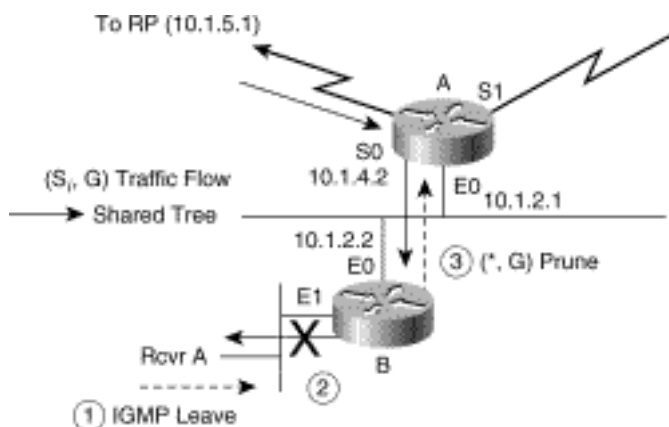 To RP (10.1.5.1)
A
S1
S0
10.1.4.2
E0
10.1.2.1
(Si, G) Traffic Flow
Shared Tree
10.1.2.2
E0
3 (*, G) Prune
E1
B
Rcvr A
2
1 IGMP Leave